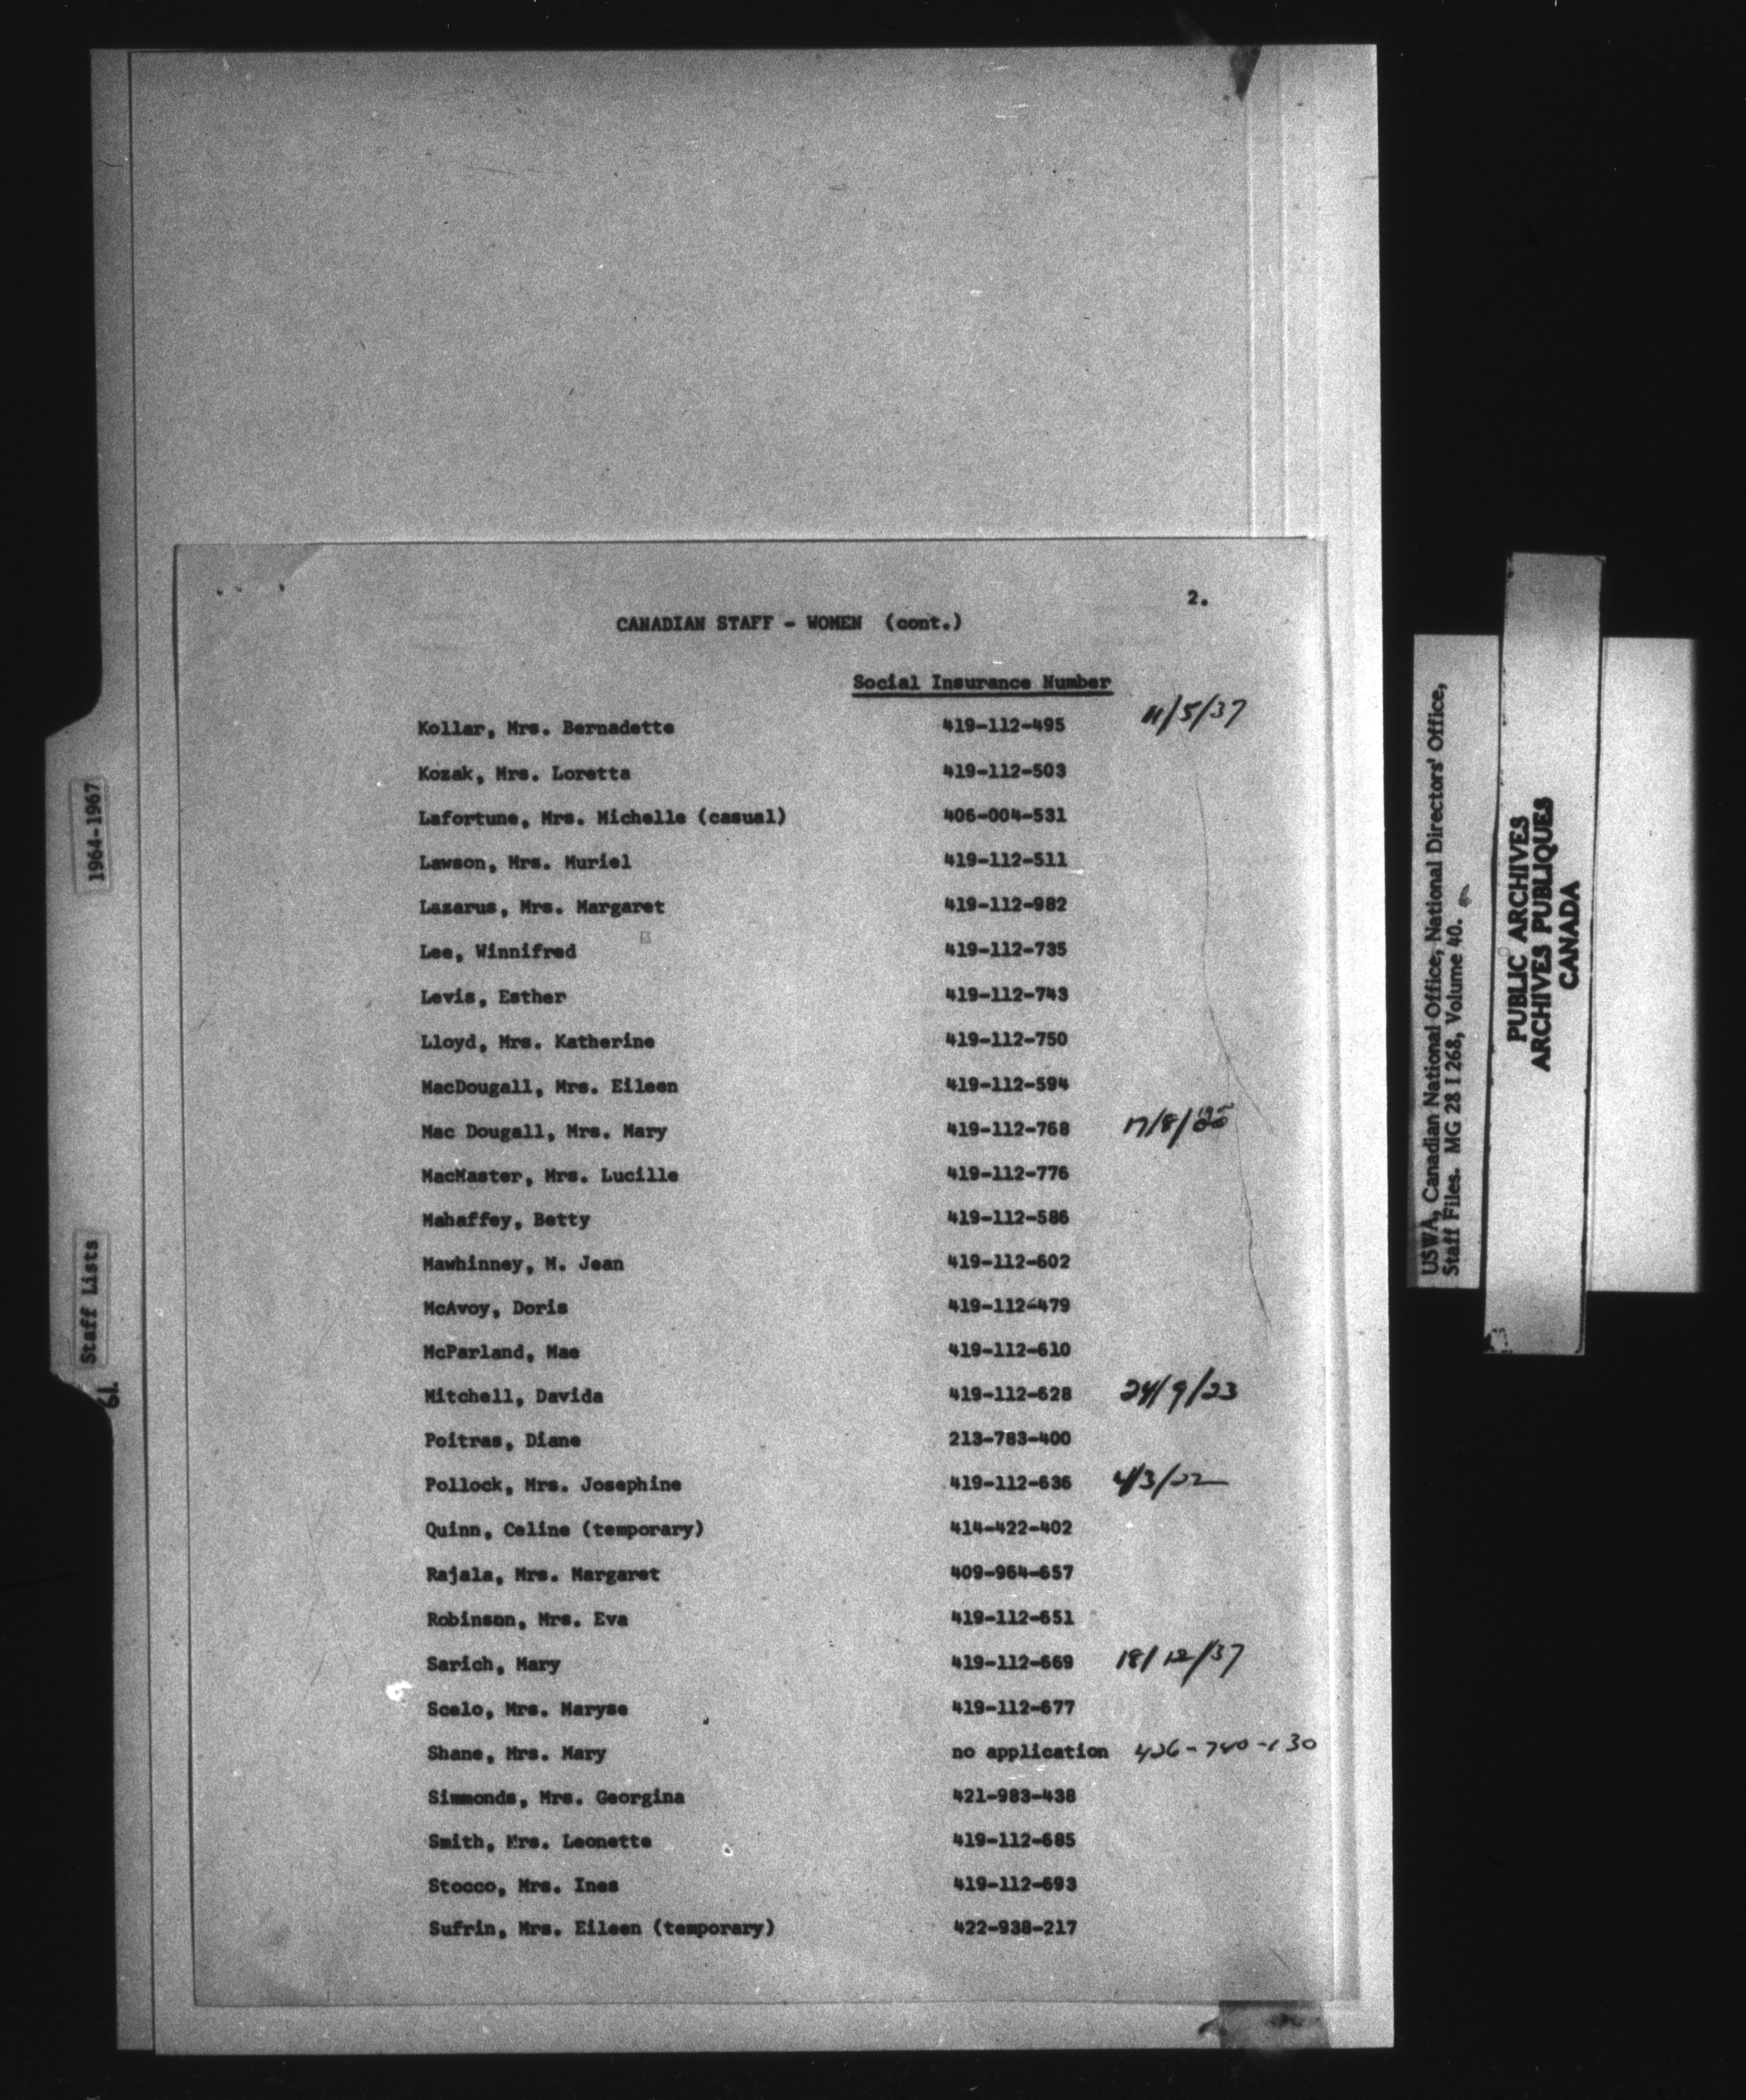 2.
CANADIAN STAFF - WOMEN (cont.)
Social Insurance Number
Kollar, Mrs. Bernadette 419-112-495 11/5/37
Kozak, Mrs. Loretta 419-112-503
Lafortune, Mrs. Michelle (casual) 406-004-531
Lawson, Mrs. Muriel 419-112-511
Lazarus, Mrs. Margaret 419-112-982
Lee, Winnifred 419-112-735
Levis, Esther 419-112-743
Lloyd, Mrs. Katherine 419-112-750
MacDougall, Mrs. Eileen 419-112-594
Mac Dougall, Mrs. Mary 419-112-768 17/8/
MacMaster, Mrs. Lucille 419-112-776
Mahaffey, Betty 419-112-586
Mawhinney, M. Jean 419-112-602
McAvoy, Doris 419-112-479
McParland, Mae 419-112-610
Mitchell, Davida 419-112-628 24/9/23
Poitras, Diane 213-783-400
Pollock, Mrs. Josephine 419-112-636 4/3/22
Quinn, Celine (temporary) 414-422-402
Rajala, Mrs. Margaret 409-964-657
Robinson, Mrs. Eva 419-112-651
Sarich, Mary 419-112-669 18/12/37
Scelo, Mrs. Maryse 419-112-677
Shane, Mrs. Mary no application
Simmonds, Mrs. Georgina 421-983-438
Smith, Mrs. Leonette 419-112-685
Stocco, Mrs. Ines 419-112-693
Sufrin, Mrs. Eileen (temporary) 422-938-217
61.
Staff Lists
1964-1967
USWA, Canadian National Office, National Directors' Office,
Staff Files. MG 28 I 268, Volume 40.
PUBLIC ARCHIVES
ARCHIVES PUBLIQUES
CANADA